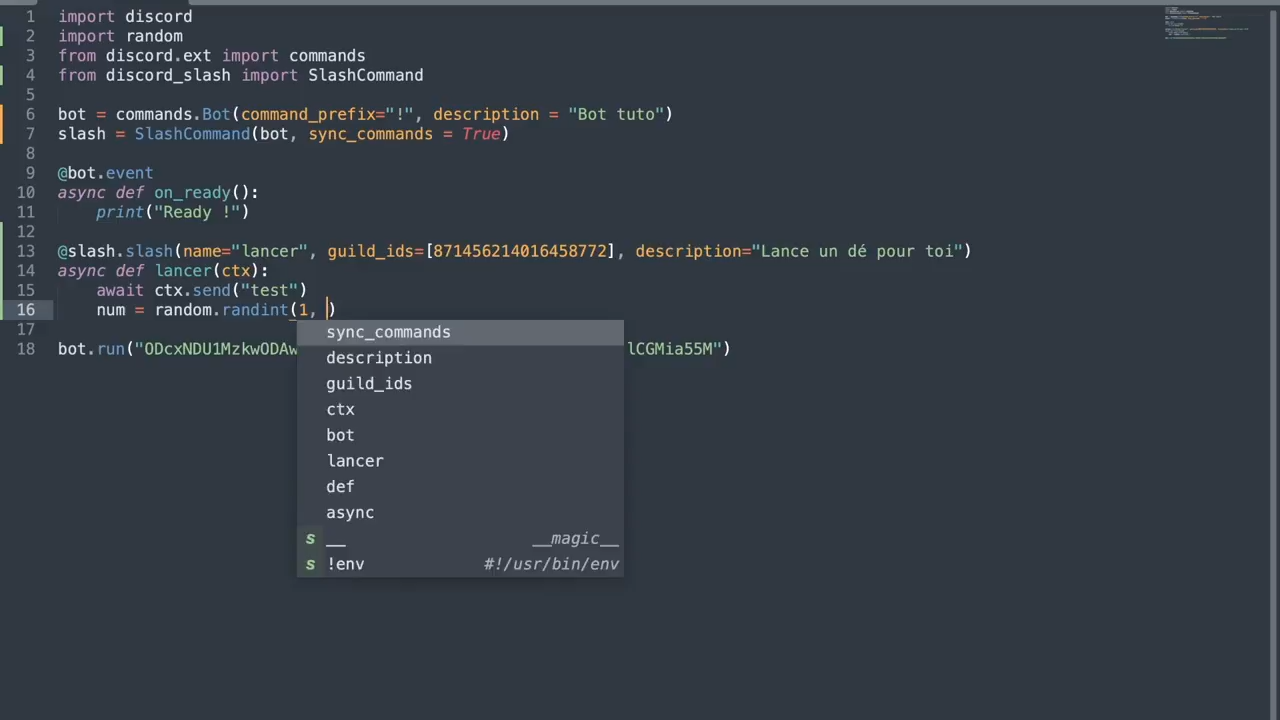 1 import discord
2 import random
3 from discord.ext import commands
4 from discord_slash import SlashCommand
5
6 bot = commands.Bot(command_prefix="!", description = "Bot tuto")
7 slash = SlashCommand(bot, sync_commands = True)
8
9 @bot.event
10 async def on_ready():
11 print("Ready !")
12
13 @slash.slash(name="lancer", guild_ids=[871456214016458772], description="Lance un dé pour toi")
14 async def lancer(ctx):
15 await ctx.send("test")
16 num = random.randint(1, )
17
18 bot.run("ODcxNDU1MzkwODAw lCGMia55M")
sync_commands
description
guild_ids
ctx
bot
lancer
def
async
s __ __magic__
s !env #!/usr/bin/env